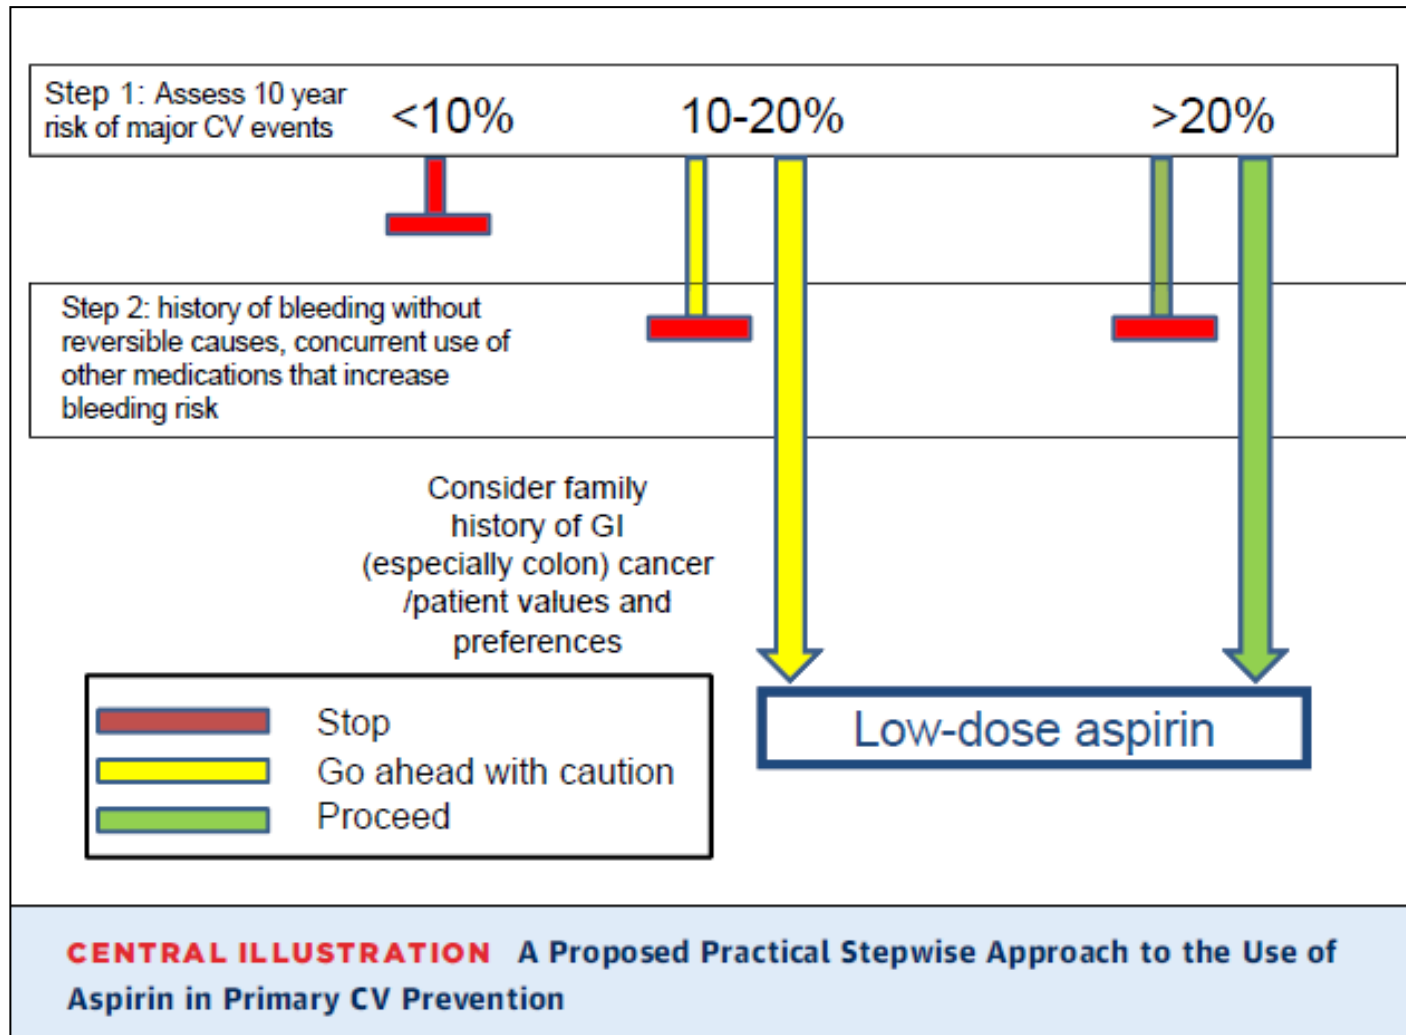 Step 1: Assess 10 year
risk of major CV events
<10%
10-20%
>20%
Step 2: history of bleeding without
reversible causes, concurrent use of
other medications that increase
bleeding risk
Consider family
history of GI
(especially colon) cancer
/patient values and
preferences
Stop
Go ahead with caution
Proceed
Low-dose aspirin
CENTRAL ILLUSTRATION A Proposed Practical Stepwise Approach to the Use of
Aspirin in Primary CV Prevention